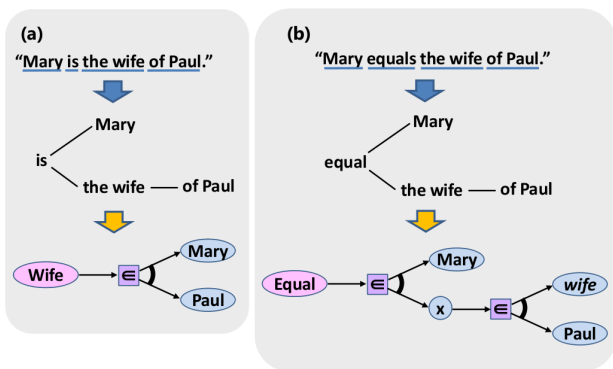 (a)
“Mary is the wife of Paul.”
Mary
is
the wife
of Paul
Wife
∈
Mary
Paul
(b)
“Mary equals the wife of Paul.”
Mary
equal
the wife
of Paul
Equal
∈
Mary
x
∈
wife
Paul